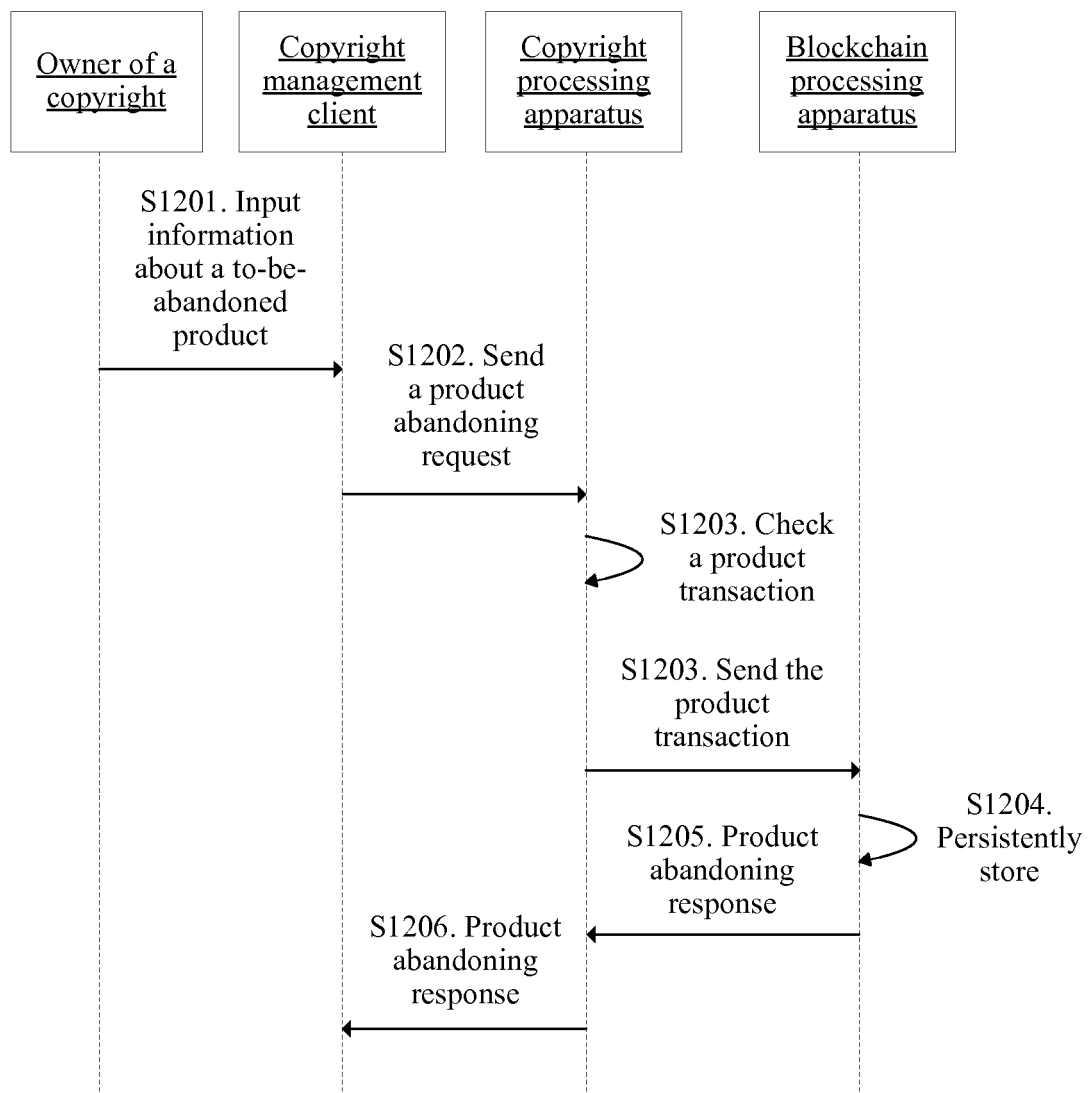 Owner of a
copyright
Copyright
management
client
Copyright
processing
apparatus
Blockchain
processing
apparatus
S1201. Input
information
about a to-be-
abandoned
product
S1202. Send
a product
abandoning
request
S1203. Check
a product
transaction
S1203. Send the
product
transaction
S1204.
Persistently
store
S1205. Product
abandoning
response
S1206. Product
abandoning
response